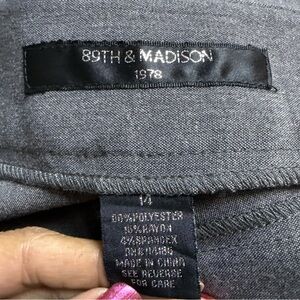 89TH & MADISON
1978
14
80% POLYESTER
16% RAYON
4% SPANDEX
MADE IN CHINA
SEE REVERSE
FOR CARE